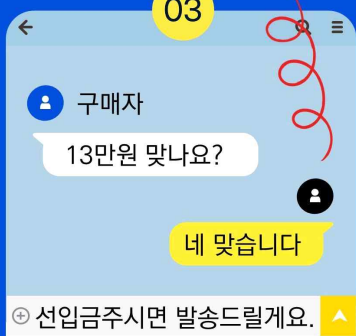 03
구매자
13만원 맞나요?
네 맞습니다
선입금주시면 발송드릴게요.